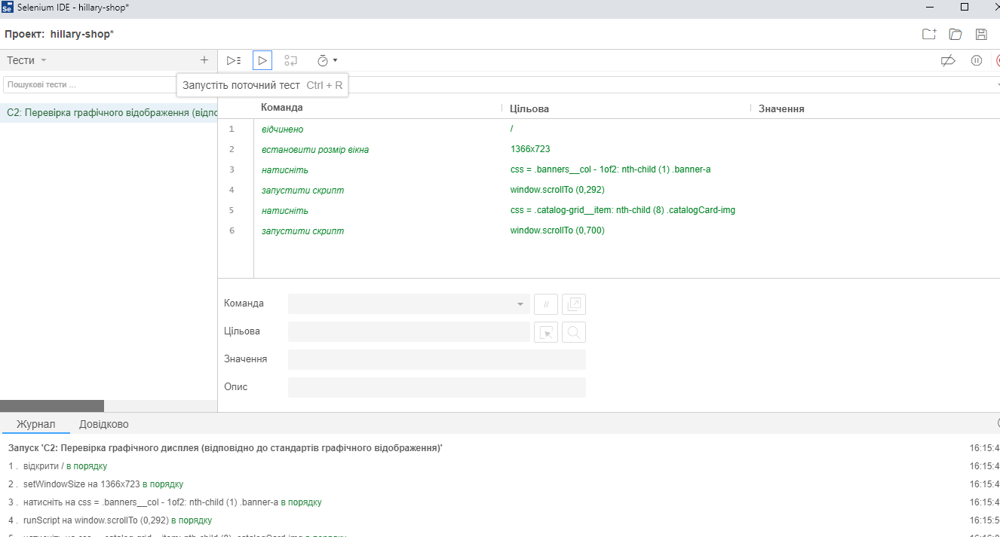 Selenium IDE - hillary-shop*
Проект: hillary-shop*
Тести
Пошукові тести ...
Запустіть поточний тест Ctrl + R
С2: Перевірка графічного відображення
Команда Цільова Значення
1 відчинено /
2 встановити розмір вікна 1366x723
3 натисніть css = .banners__col - 1of2: nth-child (1) .banner-a
4 запустити скрипт window.scrollTo (0,292)
5 натисніть css = .catalog-grid__item: nth-child (8) .catalogCard-img
6 запустити скрипт window.scrollTo (0,700)
Команда //
Цільова
Значення
Опис
Журнал Довідково
Запуск 'С2: Перевірка графічного дисплея (відповідно до стандартів графічного відображення)' 16:15:4
1 . відкрити / в порядку 16:15:4
2 . setWindowSize на 1366x723 в порядку 16:15:4
3 . натисніть на css = .banners__col - 1of2: nth-child (1) .banner-a в порядку 16:15:4
4 . runScript на window.scrollTo (0,292) в порядку 16:15:5